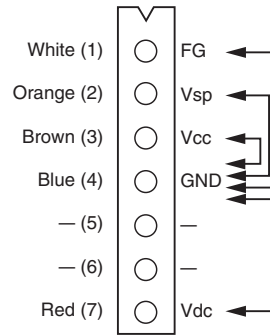 White (1) FG
Orange (2) Vsp
Brown (3) Vcc
Blue (4) GND
— (5) —
— (6) —
Red (7) Vdc